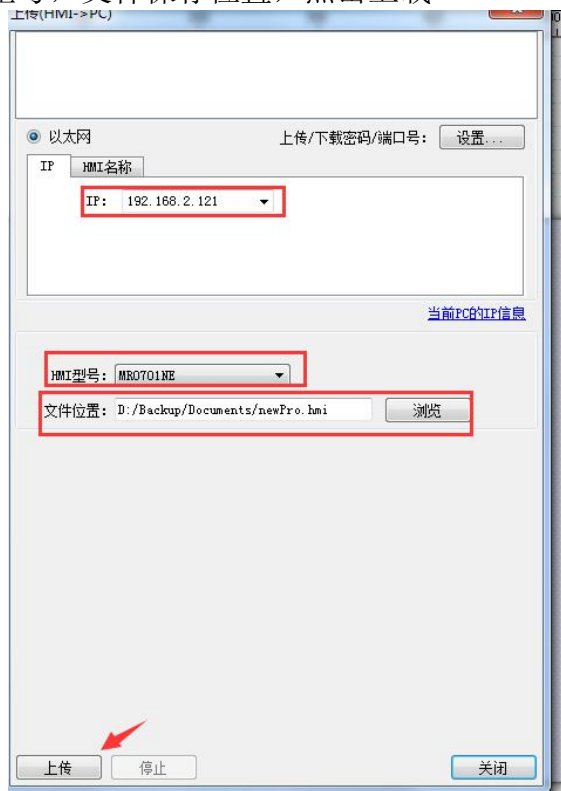 上传(HMI->PC)
以太网 上传/下载密码/端口号: 设置...
IP HMI名称
IP: 192.168.2.121
当前PC的IP信息
HMI型号: MR0701NE
文件位置: D:/Backup/Documents/newPro.hmi 浏览
上传 停止 关闭